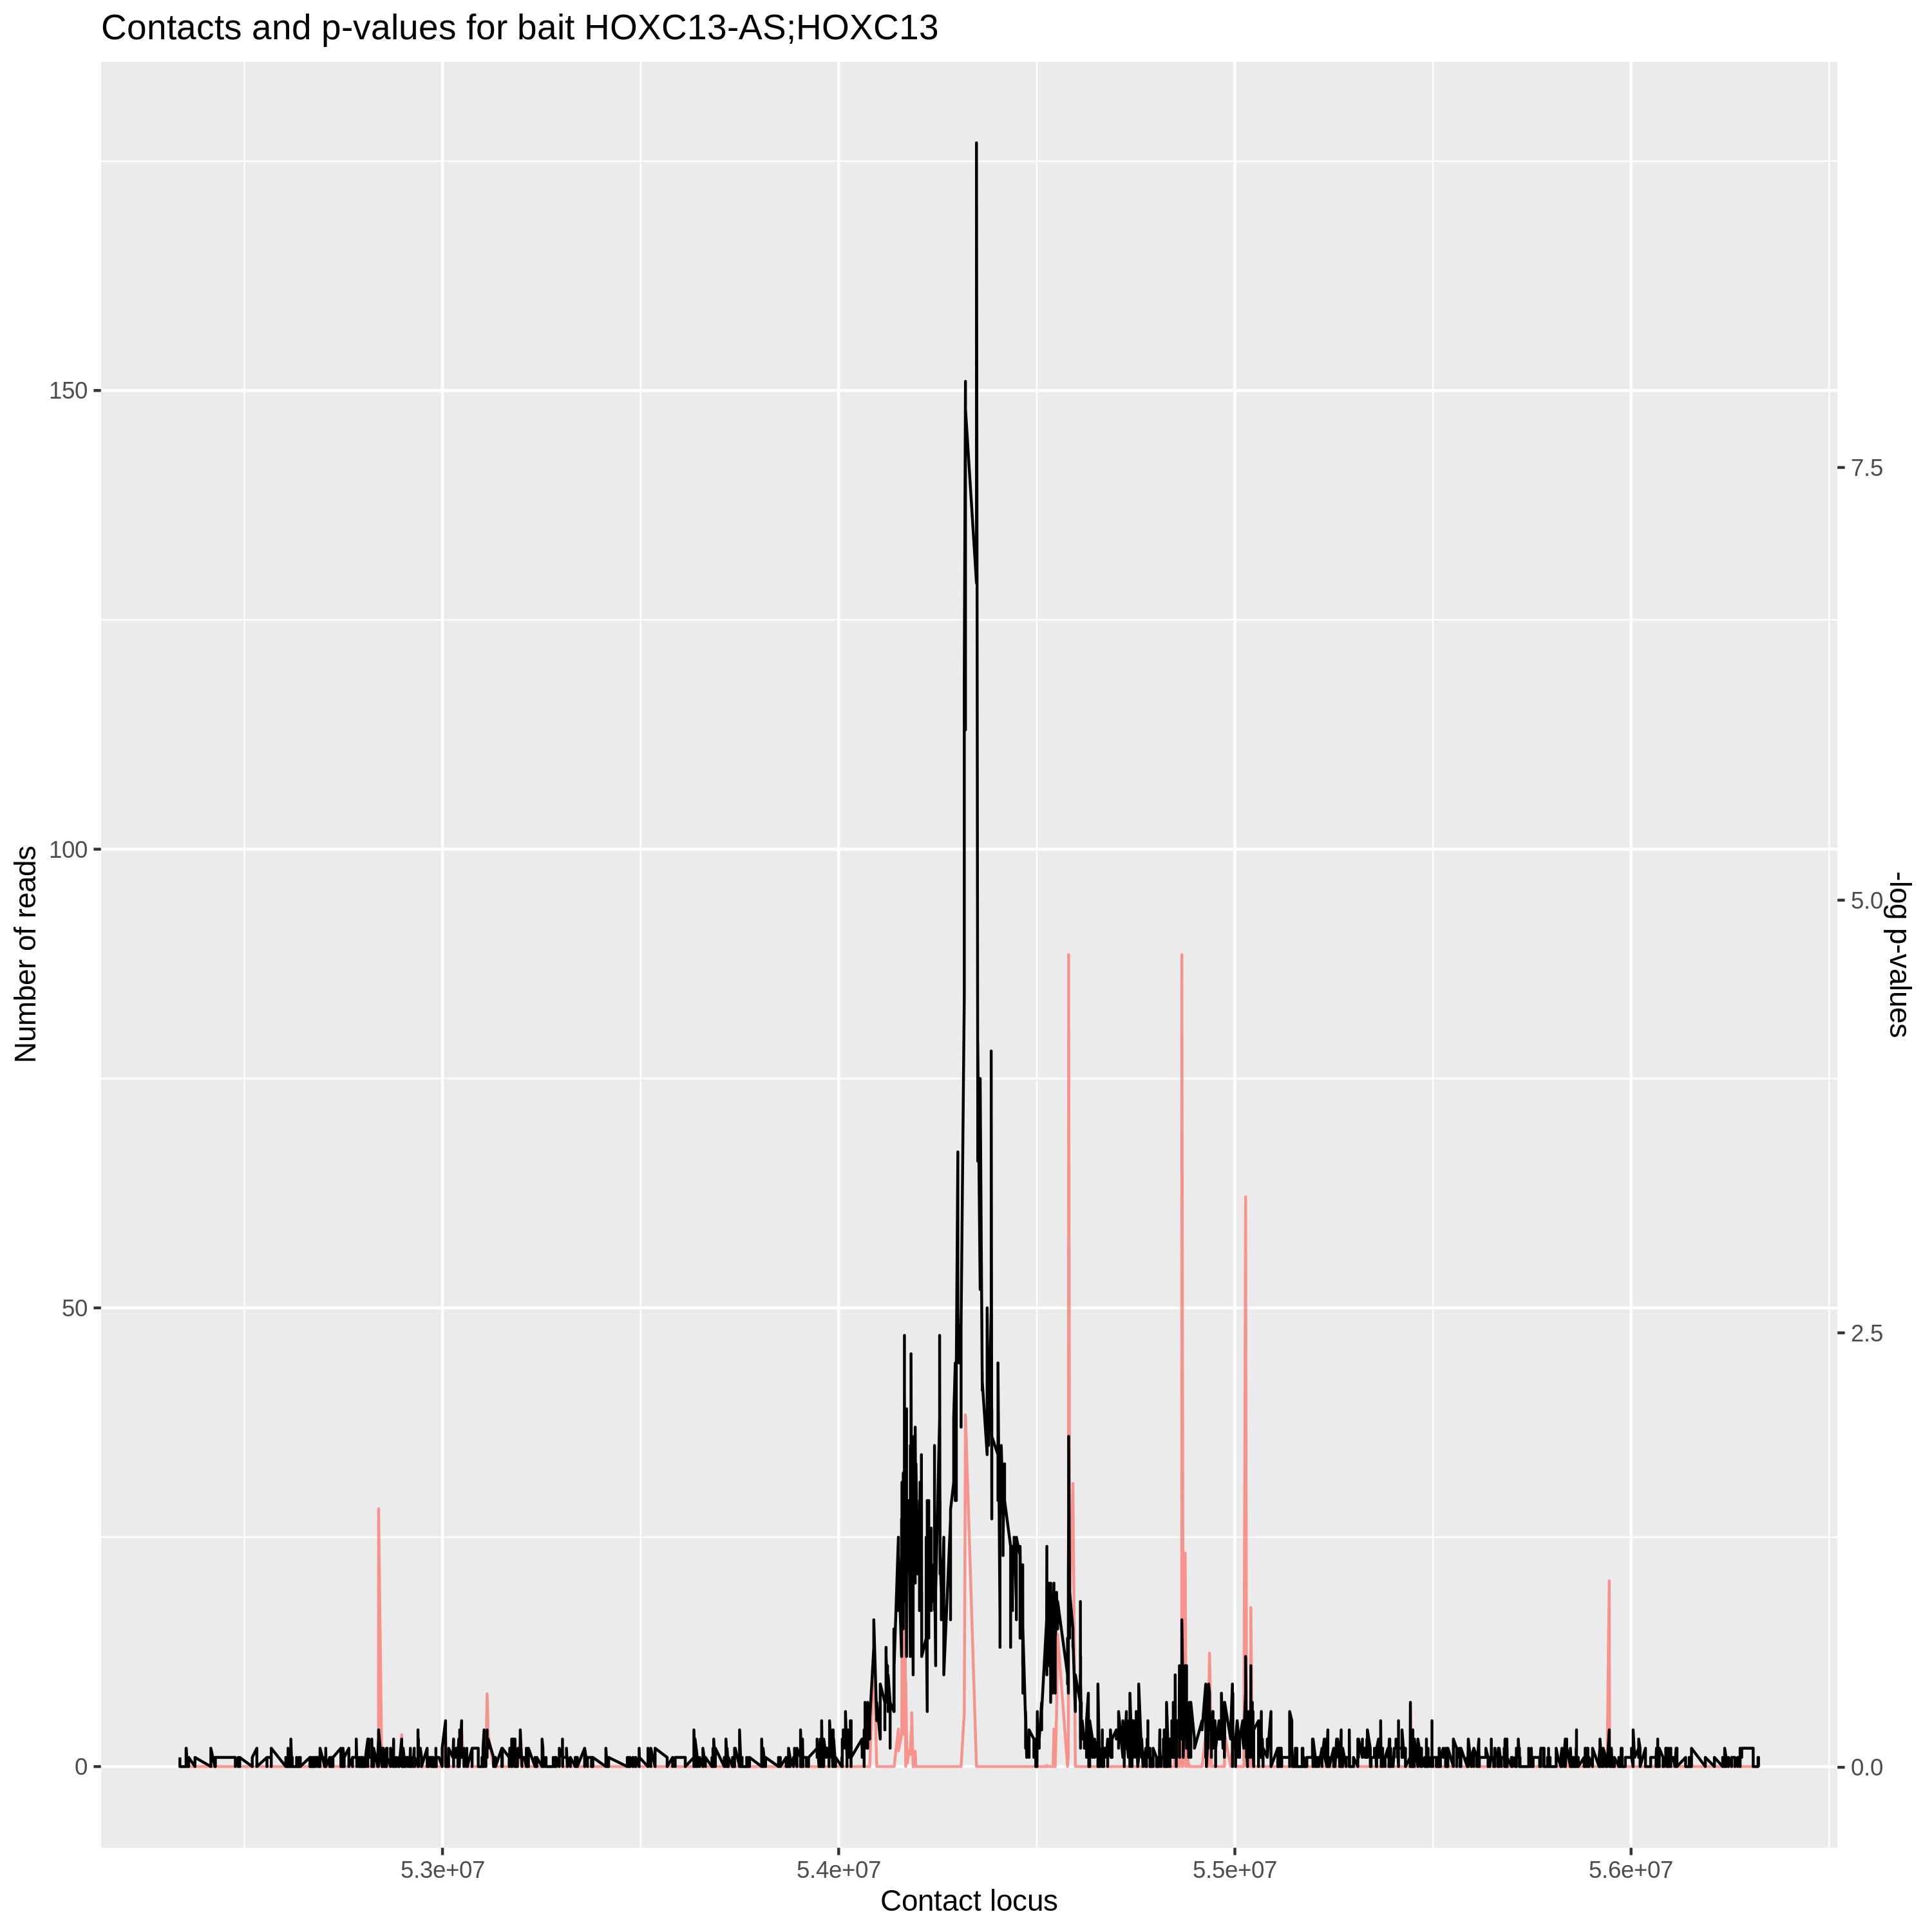 Contacts and p-values for bait HOXC13-AS;HOXC13
Number of reads
150
100
50
0
7.5
5.0
2.5
0.0
-log p-values
5.3e+07 5.4e+07 5.5e+07 5.6e+07
Contact locus